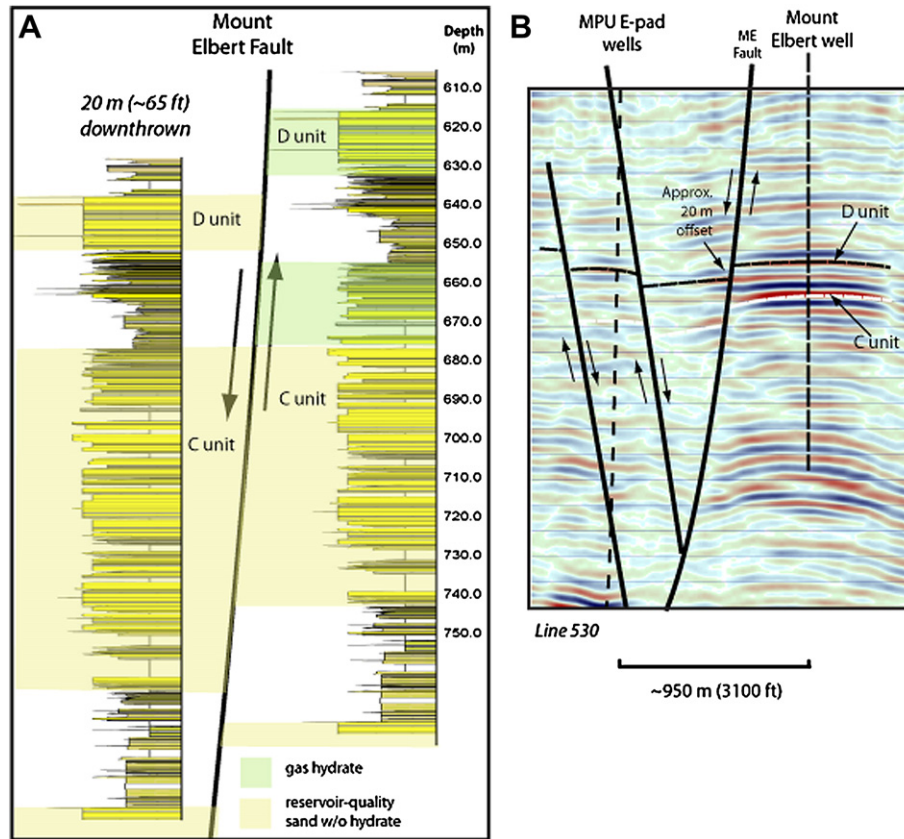 A
Mount
Elbert Fault
Depth
(m)
20 m (~65 ft)
downthrown
610.0
620.0
630.0
640.0
650.0
660.0
670.0
680.0
690.0
700.0
710.0
720.0
730.0
740.0
750.0
D unit
D unit
C unit
C unit
gas hydrate
reservoir-quality
sand w/o hydrate
B
MPU E-pad
wells
ME
Fault
Mount
Elbert well
Approx.
20 m
offset
D unit
C unit
Line 530
~950 m (3100 ft)